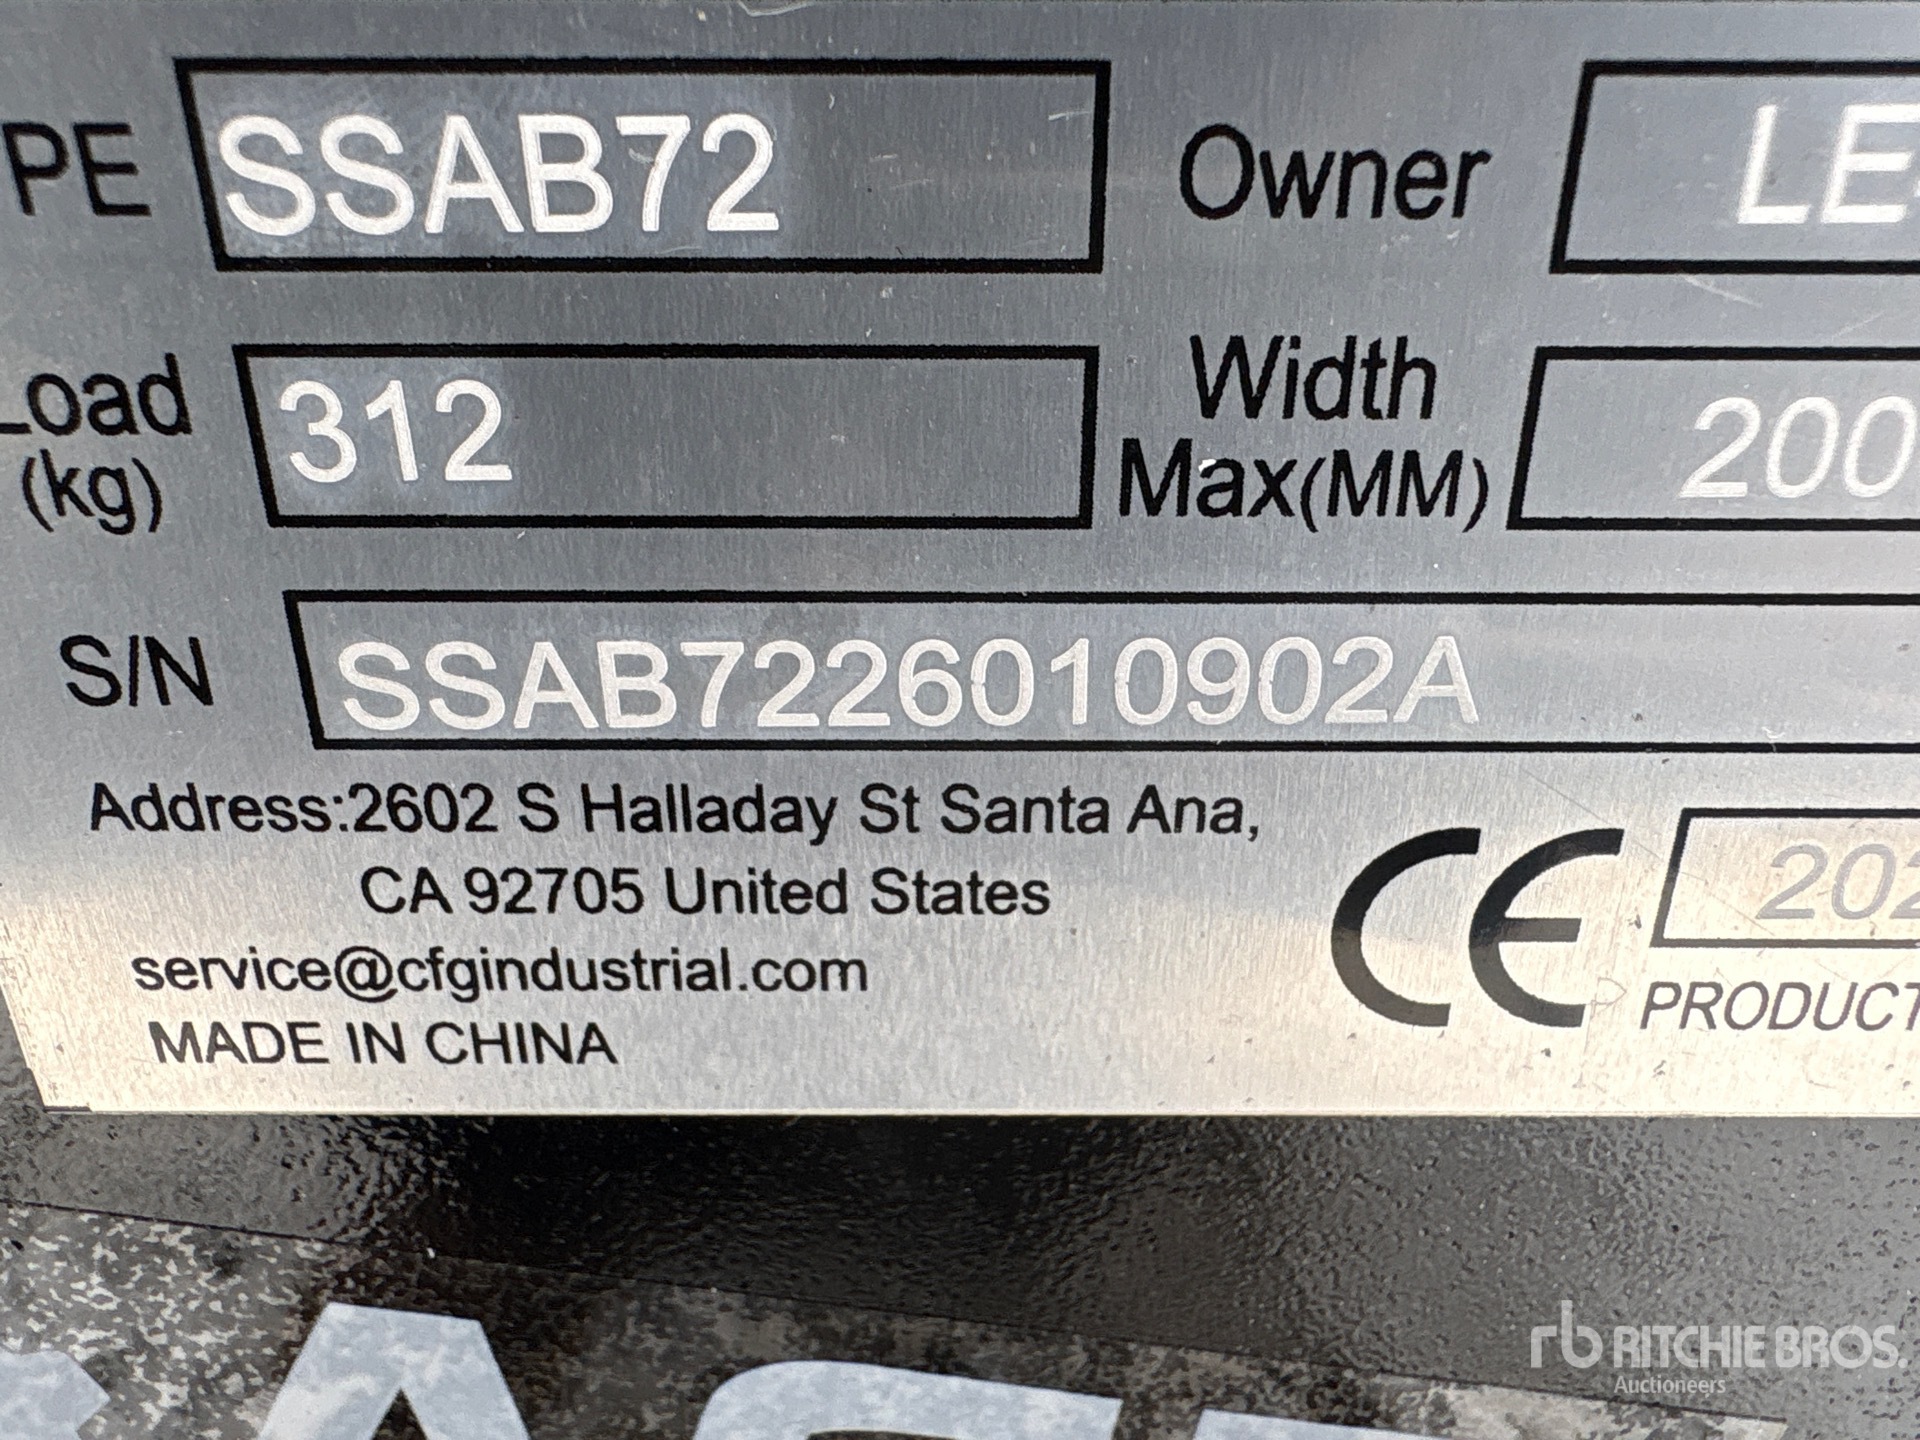 PE SSAB72 Owner LE
Load 312 Width 200
(kg) Max(MM)
S/N SSAB7226010902A
Address:2602 S Halladay St Santa Ana,
CA 92705 United States
service@cfgindustrial.com
MADE IN CHINA
CE 202
PRODUCT
rb RITCHIE BROS.
Auctioneers